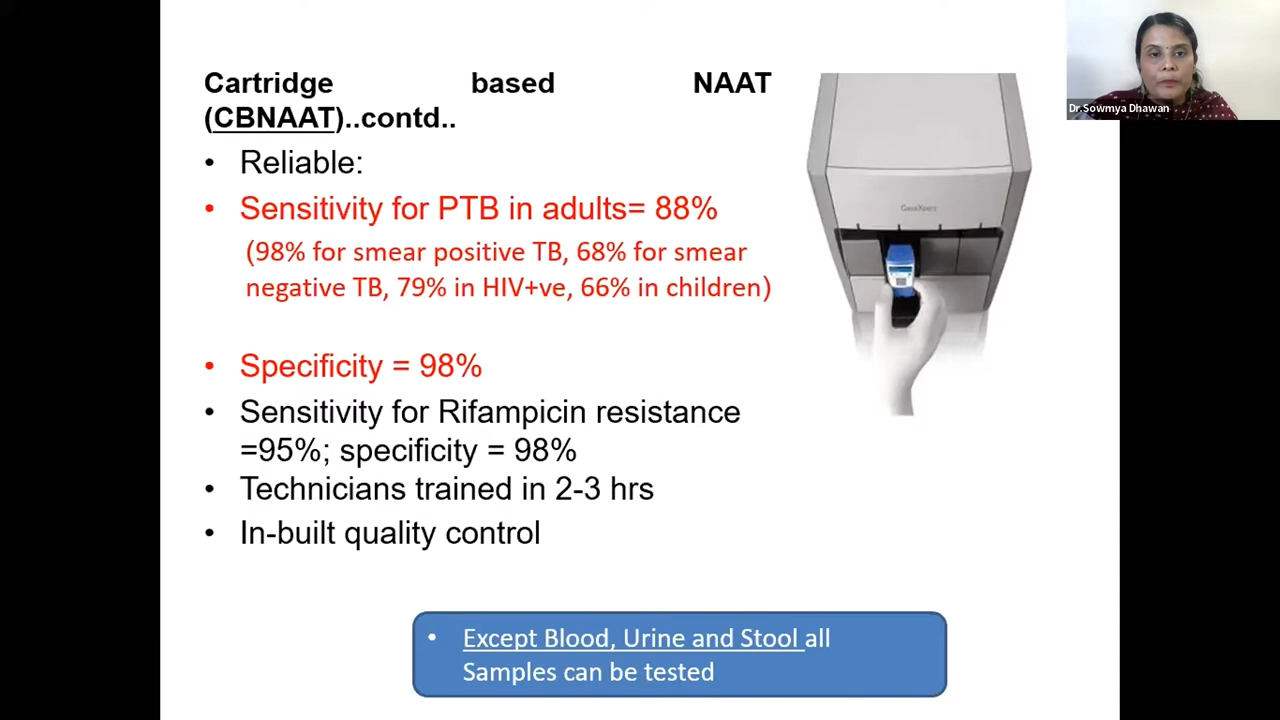 Cartridge based NAAT
(CBNAAT)..contd..
• Reliable:
• Sensitivity for PTB in adults= 88%
(98% for smear positive TB, 68% for smear
negative TB, 79% in HIV+ve, 66% in children)
• Specificity = 98%
• Sensitivity for Rifampicin resistance
=95%; specificity = 98%
• Technicians trained in 2-3 hrs
• In-built quality control
• Except Blood, Urine and Stool all
Samples can be tested
GeneXpert
Dr.Sowmya Dhawan